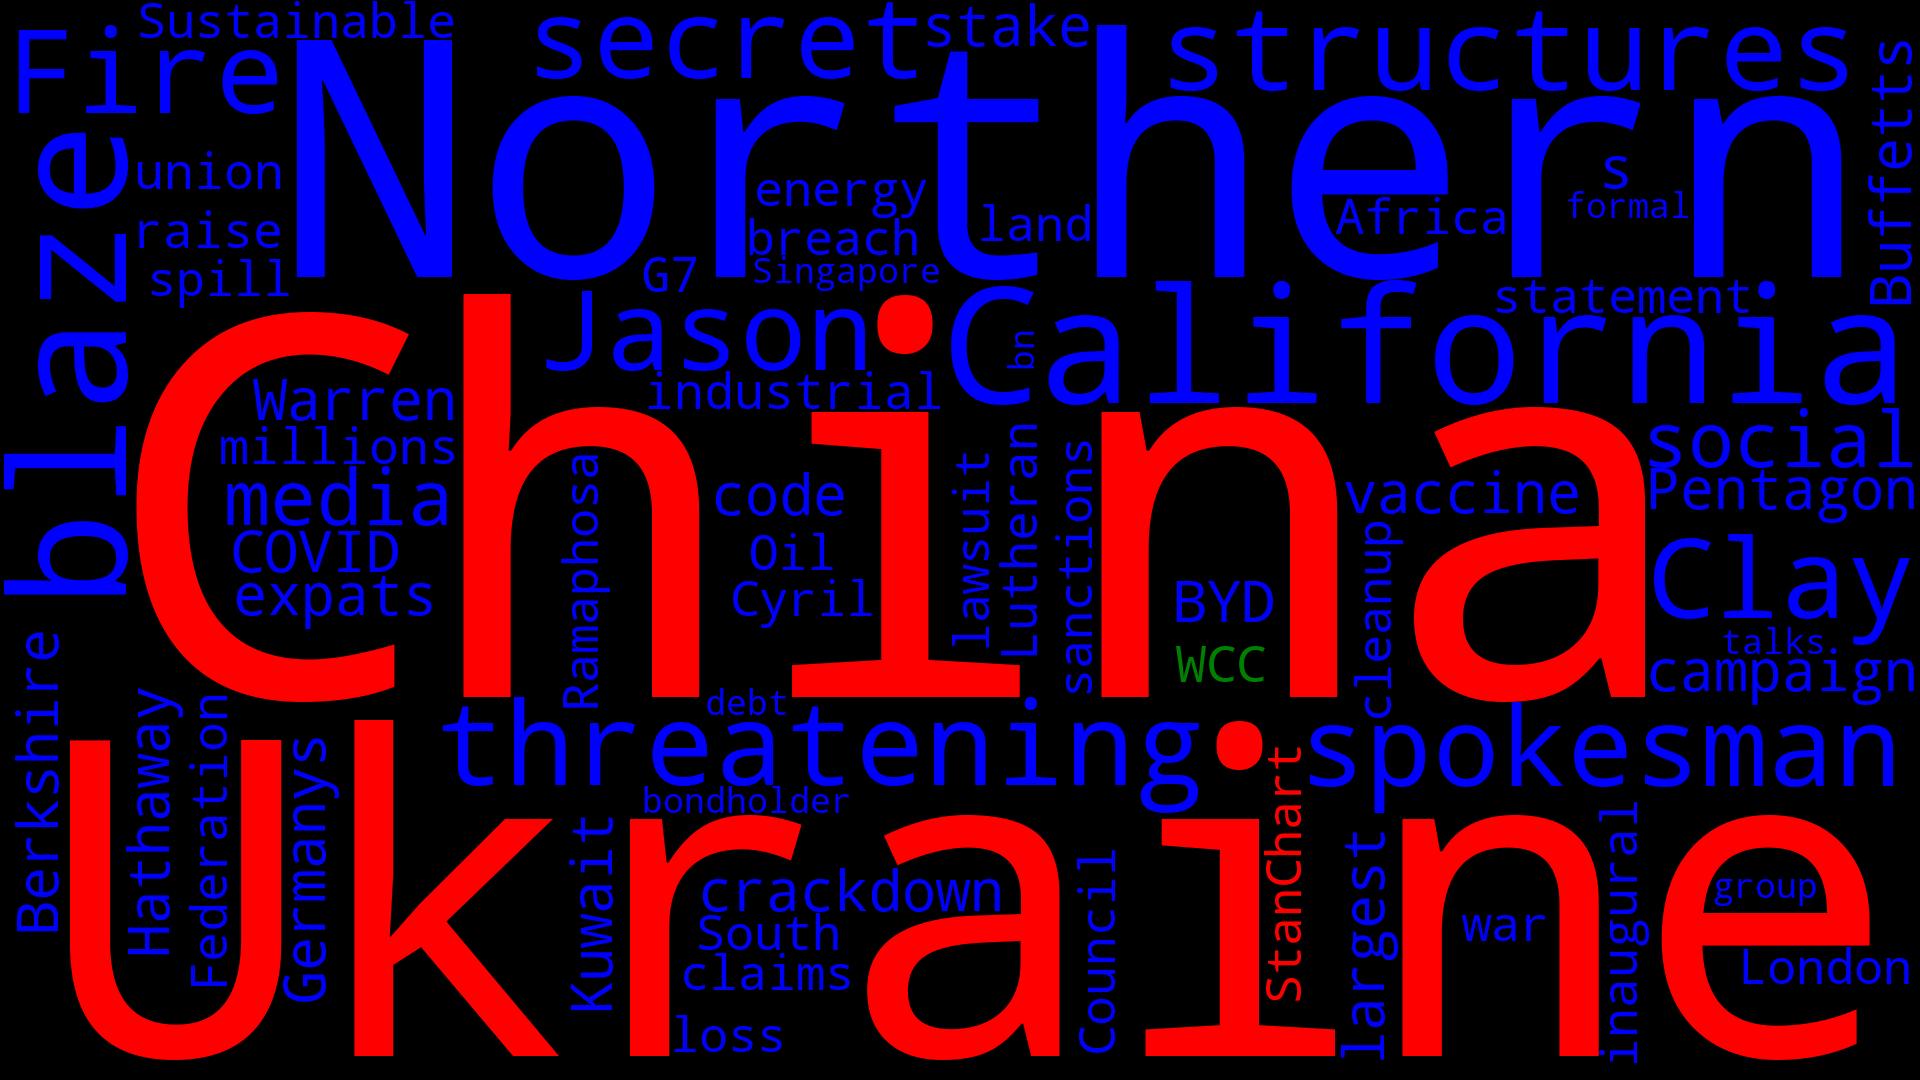 Sustainable
secret
stake
structures
Fire
Northern
Buffetts
blaze
union
energy
s
formal
raise
breach
land
Africa
spill
G7
Singapore
Jason
California
statement
bn
China
Warren
industrial
millions
social
media
Ramaphosa
code
lawsuit
Lutheran
sanctions
vaccine
Pentagon
COVID
Oil
cleanup
Clay
expats
Cyril
BYD
WCC
talks
campaign
Berkshire
Hathaway
Federation
Germanys
debt
threatening
spokesman
bondholder
Ukraine
Kuwait
crackdown
South
claims
loss
Council
StanChart
largest
war
inaugural
group
London